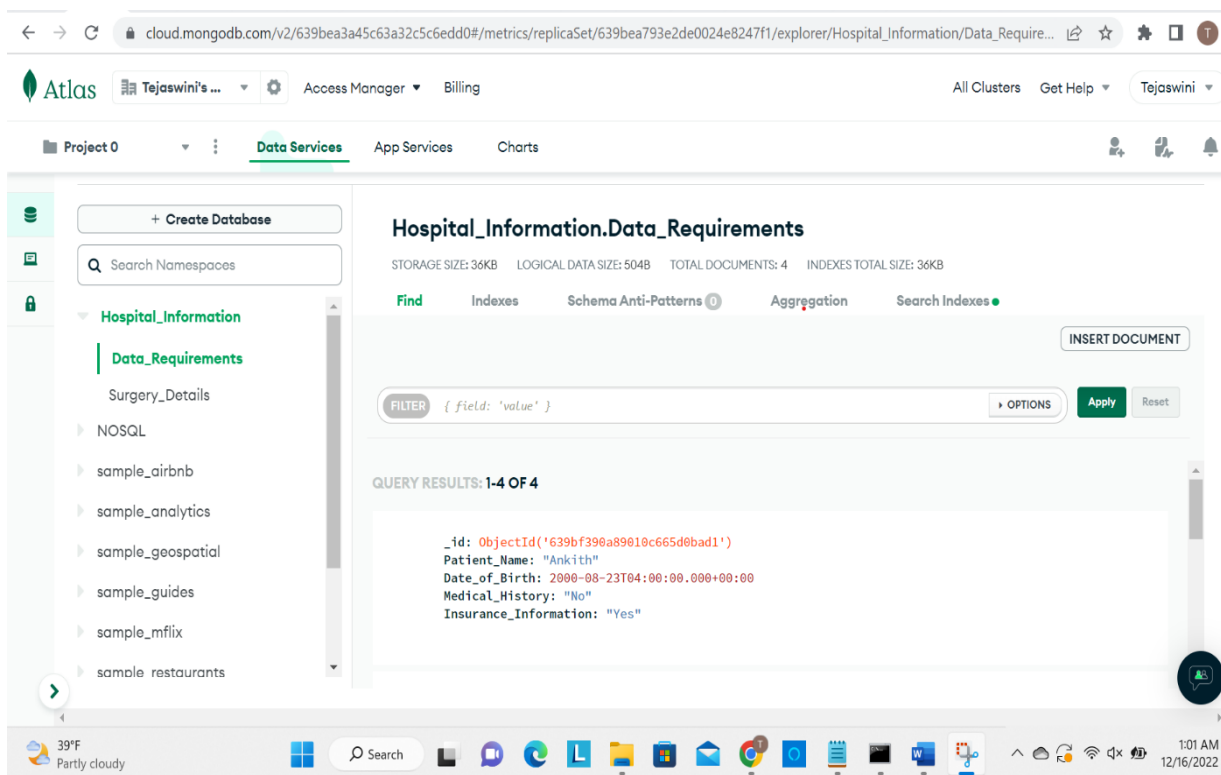 cloud.mongodb.com/v2/639bea3a45c63a32c5c6edd0#/metrics/replicaSet/639bea793e2de0024e8247f1/explorer/Hospital_Information/Data_Require...
T
Atlas Tejaswini's ... Access Manager Billing All Clusters Get Help Tejaswini
Project 0 Data Services App Services Charts
+ Create Database
Search Namespaces
Hospital_Information
Data_Requirements
Surgery_Details
NOSQL
sample_airbnb
sample_analytics
sample_geospatial
sample_guides
sample_mflix
sample_restaurants
Hospital_Information.Data_Requirements
STORAGE SIZE: 36KB LOGICAL DATA SIZE: 504B TOTAL DOCUMENTS: 4 INDEXES TOTAL SIZE: 36KB
Find Indexes Schema Anti-Patterns 0 Aggregation Search Indexes
INSERT DOCUMENT
FILTER { field: 'value' } OPTIONS Apply Reset
QUERY RESULTS: 1-4 OF 4
_id: ObjectId('639bf390a89010c665d0bad1')
Patient_Name: "Ankith"
Date_of_Birth: 2000-08-23T04:00:00.000+00:00
Medical_History: "No"
Insurance_Information: "Yes"
39°F
Partly cloudy
Search
1:01 AM
12/16/2022